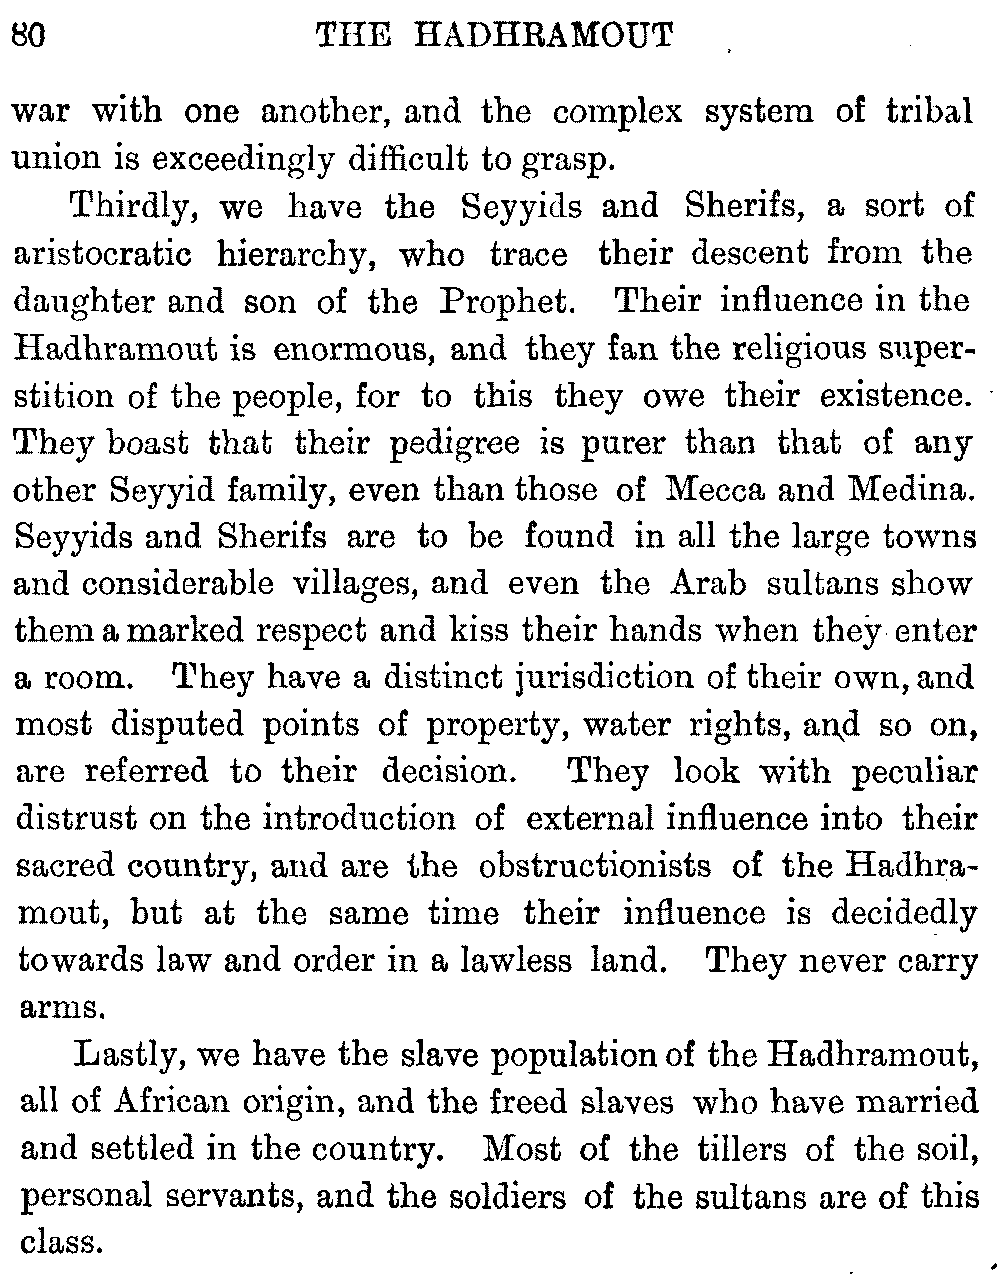 80 THE HADHRAMOUT
war with one another, and the complex system of tribal
union is exceedingly difficult to grasp.
Thirdly, we have the Seyyids and Sherifs, a sort of
aristocratic hierarchy, who trace their descent from the
daughter and son of the Prophet. Their influence in the
Hadhramout is enormous, and they fan the religious super-
stition of the people, for to this they owe their existence.
They boast that their pedigree is purer than that of any
other Seyyid family, even than those of Mecca and Medina.
Seyyids and Sherifs are to be found in all the large towns
and considerable villages, and even the Arab sultans show
them a marked respect and kiss their hands when they enter
a room. They have a distinct jurisdiction of their own, and
most disputed points of property, water rights, and so on,
are referred to their decision. They look with peculiar
distrust on the introduction of external influence into their
sacred country, and are the obstructionists of the Hadhra-
mout, but at the same time their influence is decidedly
towards law and order in a lawless land. They never carry
arms.
Lastly, we have the slave population of the Hadhramout,
all of African origin, and the freed slaves who have married
and settled in the country. Most of the tillers of the soil,
personal servants, and the soldiers of the sultans are of this
class.